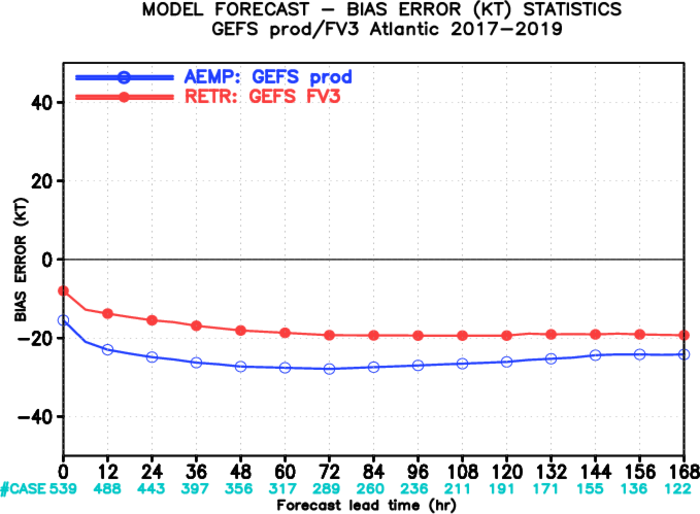 MODEL FORECAST − BIAS ERROR (KT) STATISTICS
GEFS prod/FV3 Atlantic 2017−2019
AEMP: GEFS prod
RETR: GEFS FV3
40
20
0
−20
−40
BIAS ERROR (KT)
0 12 24 36 48 60 72 84 96 108 120 132 144 156 168
#CASE 539 488 443 397 356 317 289 260 236 211 191 171 155 136 122
Forecast lead time (hr)